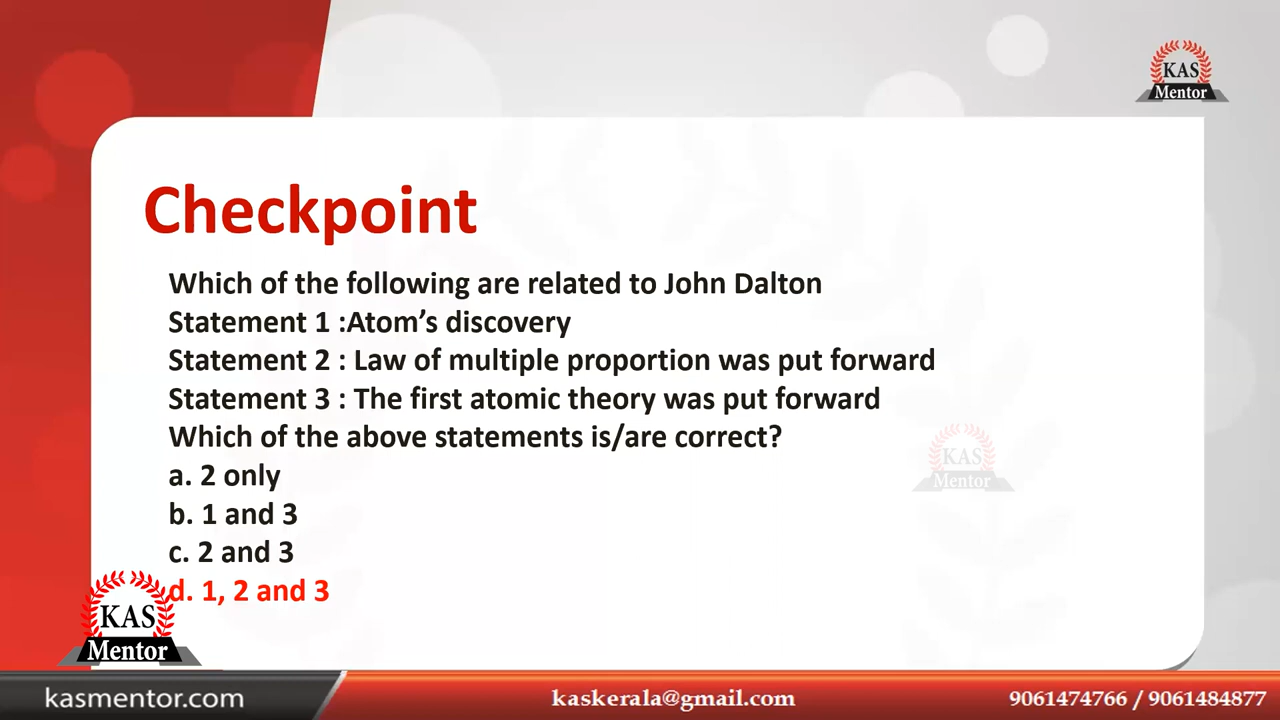 KAS
Mentor
Checkpoint
Which of the following are related to John Dalton
Statement 1 :Atom's discovery
Statement 2 : Law of multiple proportion was put forward
Statement 3 : The first atomic theory was put forward
Which of the above statements is/are correct?
a. 2 only
b. 1 and 3
c. 2 and 3
d. 1, 2 and 3
KAS
Mentor
KAS
Mentor
kasmentor.com
kaskerala@gmail.com
9061474766 / 9061484877